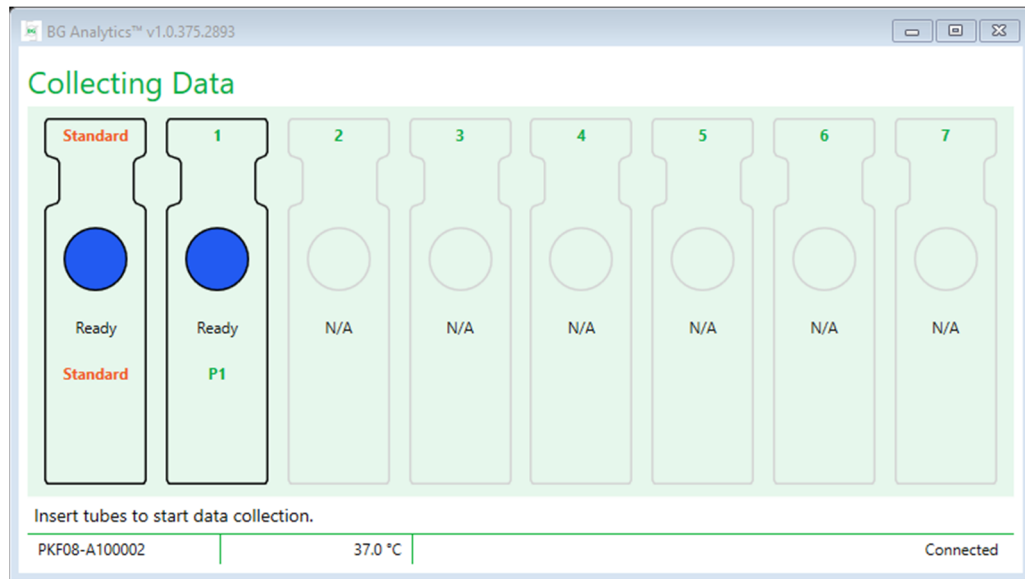 BG Analytics™ v1.0.375.2893
Collecting Data
Standard 1 2 3 4 5 6 7
Ready Ready N/A N/A N/A N/A N/A N/A
Standard P1
Insert tubes to start data collection.
PKF08-A100002 37.0 °C Connected